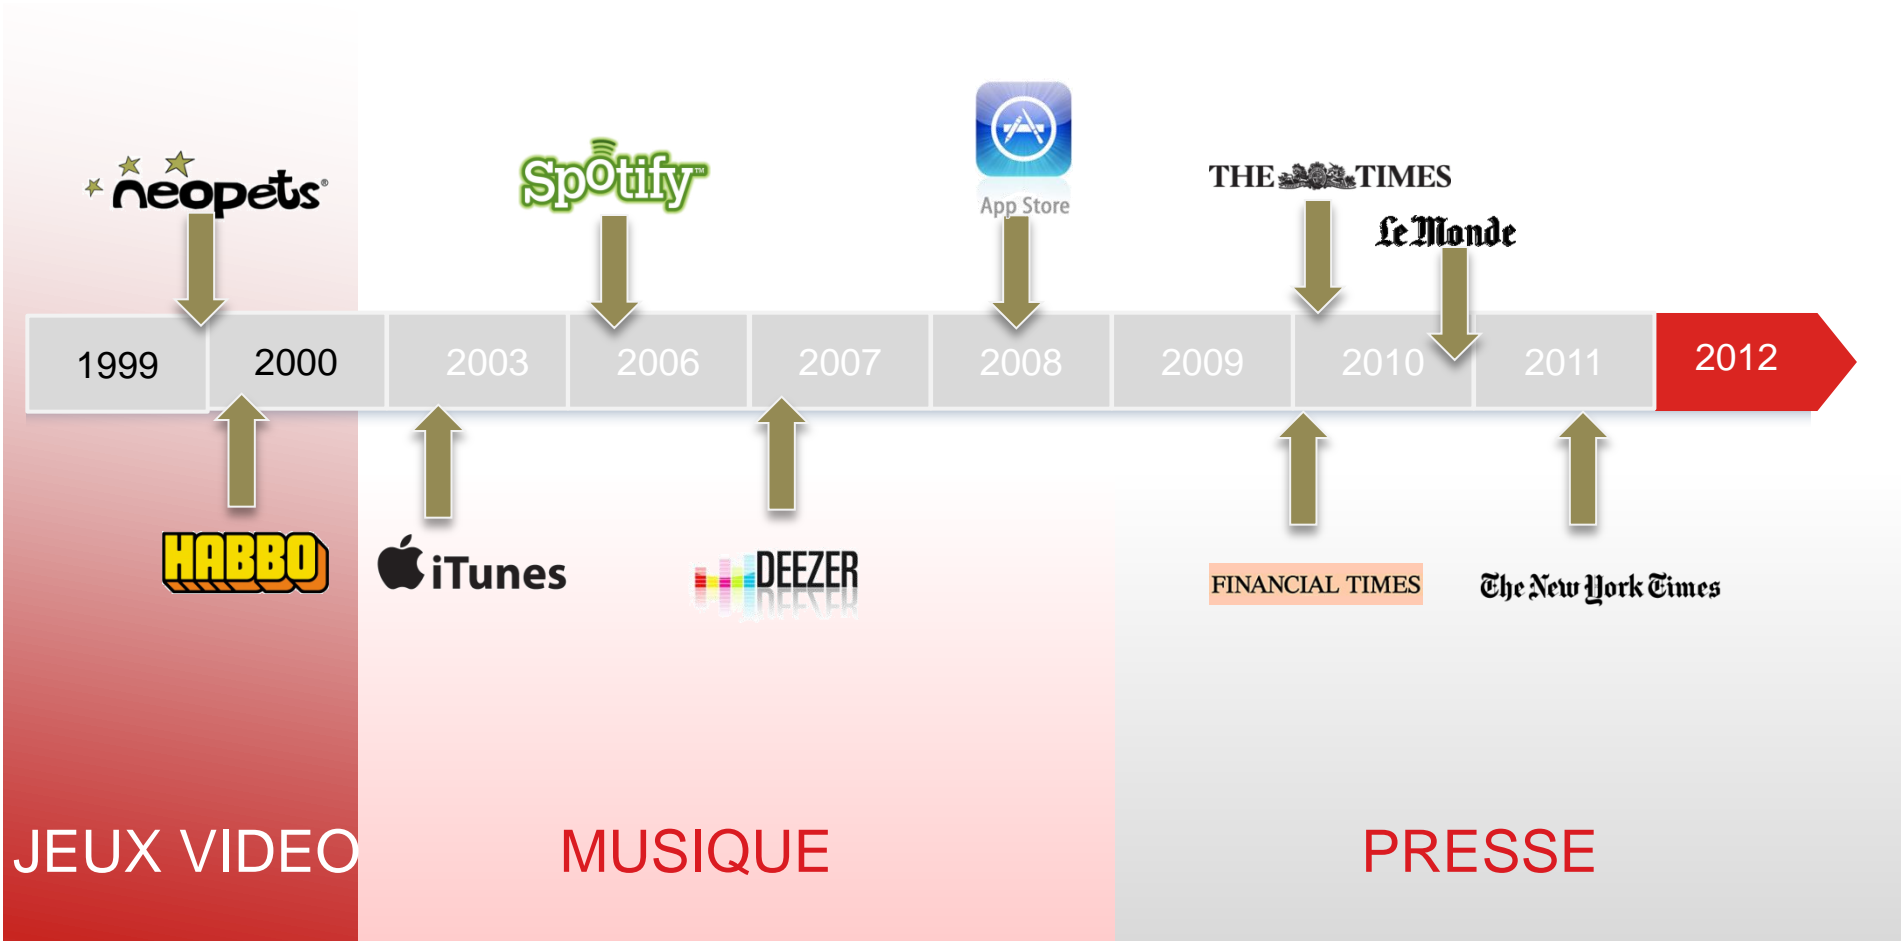 neopets®
Spotify™
App Store
THE TIMES
Le Monde
1999
2000
2003
2006
2007
2008
2009
2010
2011
2012
HABBO
iTunes
DEEZER
FINANCIAL TIMES
The New York Times
JEUX VIDEO
MUSIQUE
PRESSE